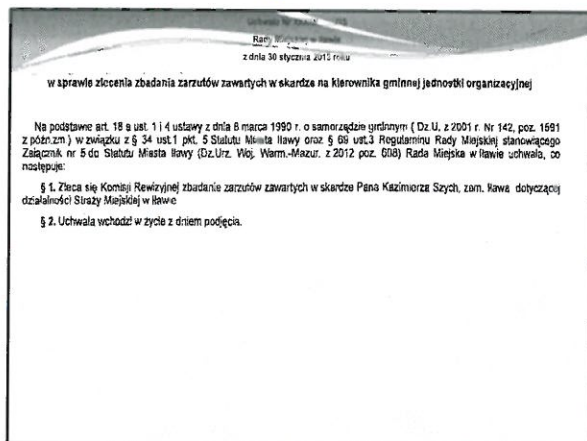 Rady Miejskiej w Iławie
z dnia 30 stycznia 2013 roku
w sprawie zlecenia zbadania zarzutów zawartych w skardze na kierownika gminnej jednostki organizacyjnej
Na podstawie art. 18 a ust. 1 i 4 ustawy z dnia 8 marca 1990 r. o samorządzie gminnym ( Dz.U. z 2001 r. Nr 142, poz. 1591
z późn.zm.) w związku z § 34 ust.1 pkt. 5 Statutu Miasta Iławy oraz § 69 ust.3 Regulaminu Rady Miejskiej stanowiącego
Załącznik nr 5 do Statutu Miasta Iławy (Dz.Urz. Woj. Warm.-Mazur. z 2012 poz. 608) Rada Miejska w Iławie uchwala, co
następuje:
§ 1. Zleca się Komisji Rewizyjnej zbadanie zarzutów zawartych w skardze Pana Kazimierza Szych, zam. Iława dotyczącej
działalności Straży Miejskiej w Iławie
§ 2. Uchwała wchodzi w życie z dniem podjęcia.